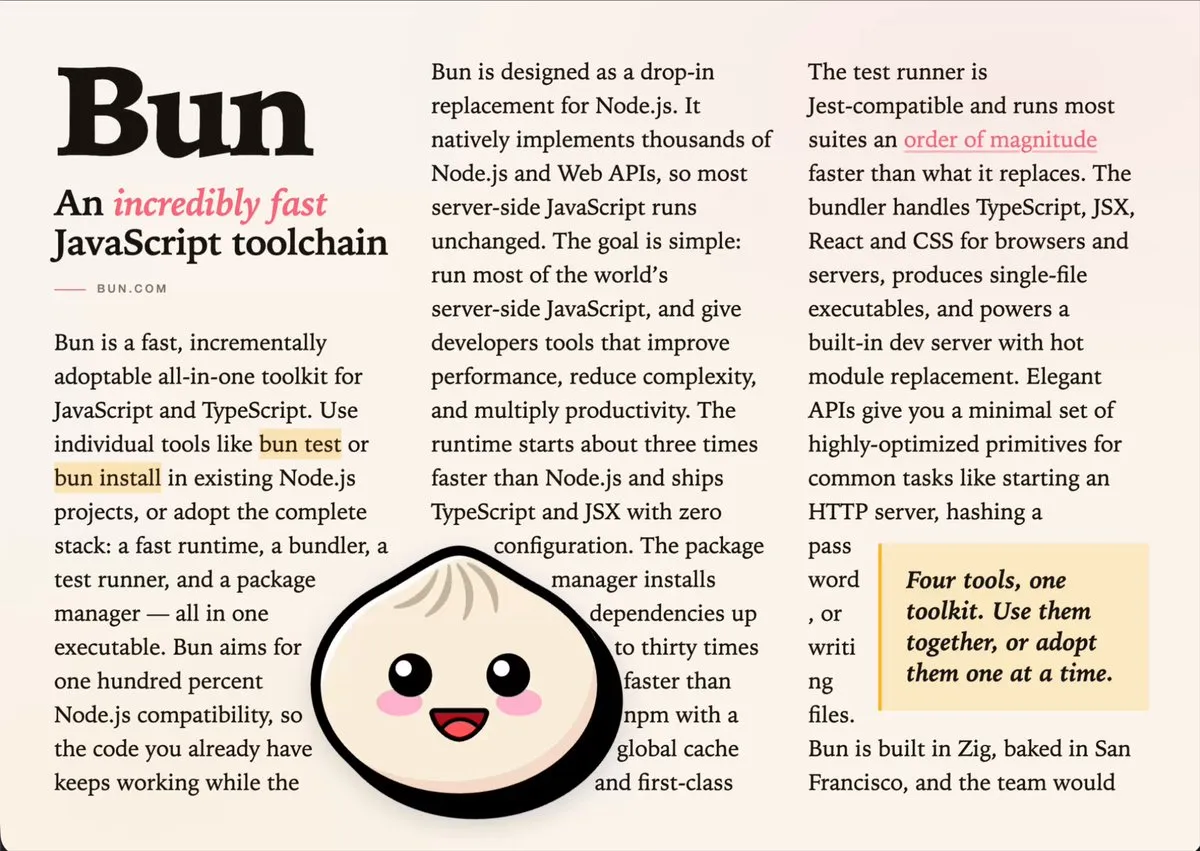 Bun
An incredibly fast
JavaScript toolchain
BUN.COM
Bun is a fast, incrementally
adoptable all-in-one toolkit for
JavaScript and TypeScript. Use
individual tools like bun test or
bun install in existing Node.js
projects, or adopt the complete
stack: a fast runtime, a bundler, a
test runner, and a package
manager — all in one
executable. Bun aims for
one hundred percent
Node.js compatibility, so
the code you already have
keeps working while the
Bun is designed as a drop-in
replacement for Node.js. It
natively implements thousands of
Node.js and Web APIs, so most
server-side JavaScript runs
unchanged. The goal is simple:
run most of the world’s
server-side JavaScript, and give
developers tools that improve
performance, reduce complexity,
and multiply productivity. The
runtime starts about three times
faster than Node.js and ships
TypeScript and JSX with zero
configuration. The package
manager installs
dependencies up
to thirty times
faster than
npm with a
global cache
and first-class
The test runner is
Jest-compatible and runs most
suites an order of magnitude
faster than what it replaces. The
bundler handles TypeScript, JSX,
React and CSS for browsers and
servers, produces single-file
executables, and powers a
built-in dev server with hot
module replacement. Elegant
APIs give you a minimal set of
highly-optimized primitives for
common tasks like starting an
HTTP server, hashing a
pass
word
, or
writi
ng
files.
Bun is built in Zig, baked in San
Francisco, and the team would
Four tools, one
toolkit. Use them
together, or adopt
them one at a time.